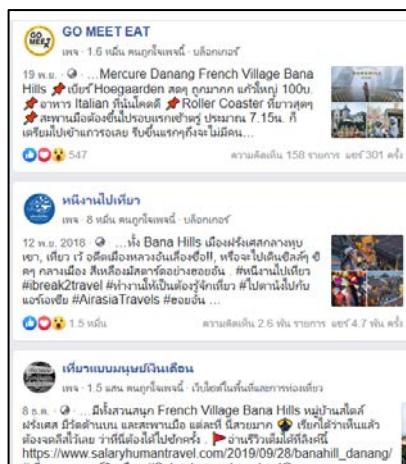 GO MEET EAT
เพจ · 1.6 หมื่น คนถูกใจเพจนี้ · บล็อกเกอร์
19 พ.ย. · …Mercure Danang French Village Bana
Hills 📌 เบียร์ Hoegaarden สดๆ ถูกมากก แก้วใหญ่ 100บ.
📌 อาหาร Italian ที่นั่นโคตดี 📌 Roller Coaster ที่ยาวสุดๆ
📌 สะพานมือต้องขึ้นไปรอบแรกเช้าตรู่ ประมาณ 7.15น. ก็
เตรียมไปเข้าแถวรอเลย รีบขึ้นแรกๆถึงจะไม่มีคน…
547
ความคิดเห็น 158 รายการ แชร์ 301 ครั้ง
หนีงานไปเที่ยว
เพจ · 8 หมื่น คนถูกใจเพจนี้ · บล็อกเกอร์
12 พ.ย. 2018 · …ทั้ง Bana Hills เมืองฝรั่งเศสกลางหุบ
เขา, เที่ยว เว้ อดีตเมืองหลวงอันเลื่องชื่อ!!, หรือจะไปเดินชิลล์ๆ ชิ
คๆ กลางเมือง สีเหลืองมัสตาร์ดอย่างฮอยอัน . #หนีงานไปเที่ยว
#ibreak2travel #ทำงานให้เป็นต้องรู้จักเที่ยว #ไปดานังไปกับ
แอร์เอเชีย #AirasiaTravels #ฮอยอัน …
1.5 หมื่น
ความคิดเห็น 2.6 พัน รายการ แชร์ 4.7 พัน ครั้ง
เที่ยวแบบมนุษย์เงินเดือน
เพจ · 1.5 แสน คนถูกใจเพจนี้ · เว็บไซต์ในพื้นที่และการท่องเที่ยว
8 ธ.ค. · …มีทั้งสวนสนุก French Village Bana Hills หมู่บ้านสไตล์
ฝรั่งเศส มีวัดด้านบน และสะพานมือ แต่ละที่ นี่สวยมาก เรียกได้ว่าเห็นแล้ว
ต้องจดลิสไว้เลย ว่าที่นี่ต้องได้ไปซักครั้ง . 🚩อ่านรีวิวเต็มได้ที่ลิงค์นี่
https://www.salaryhumantravel.com/2019/09/28/banahill_danang/